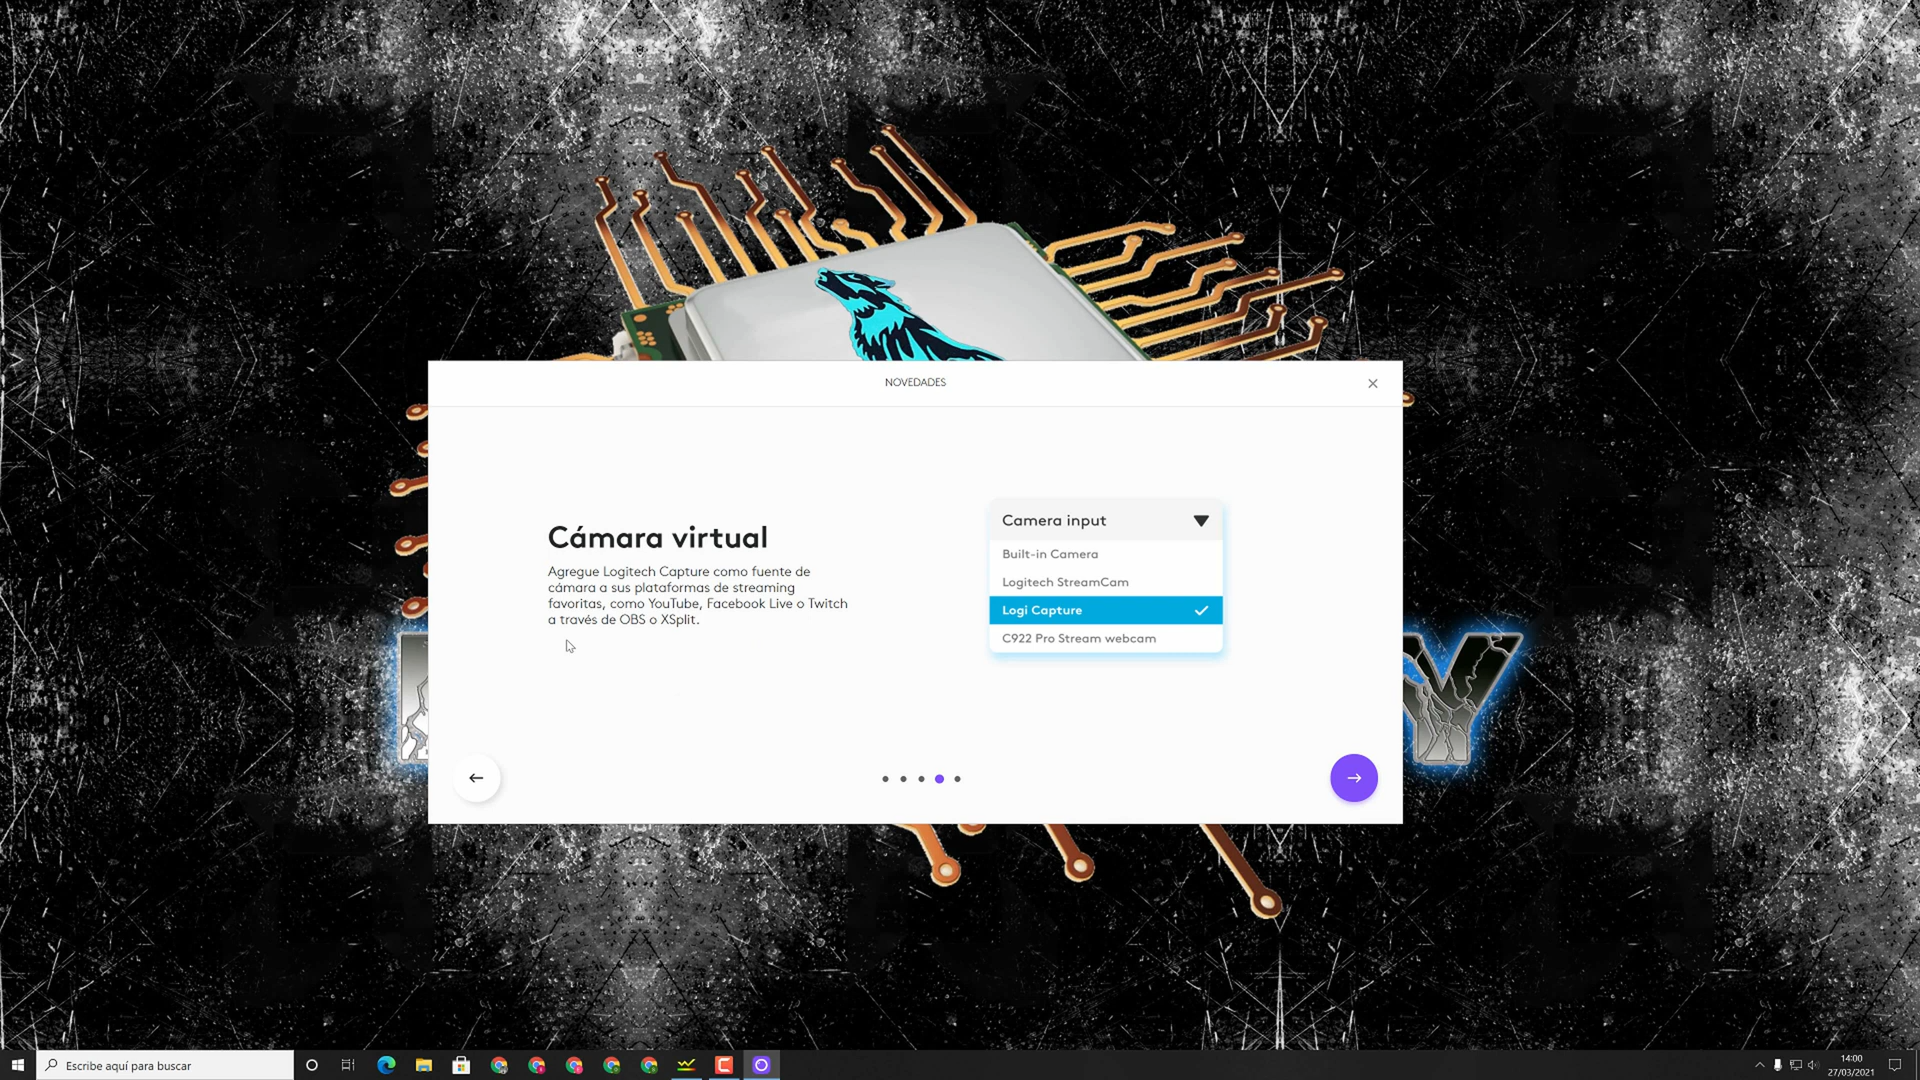 NOVEDADES
Cámara virtual
Agregue Logitech Capture como fuente de
cámara a sus plataformas de streaming
favoritas, como YouTube, Facebook Live o Twitch
a través de OBS o XSplit.
Camera input
Built-in Camera
Logitech StreamCam
Logi Capture
C922 Pro Stream webcam
Y
Escribe aquí para buscar
14:00
27/03/2021